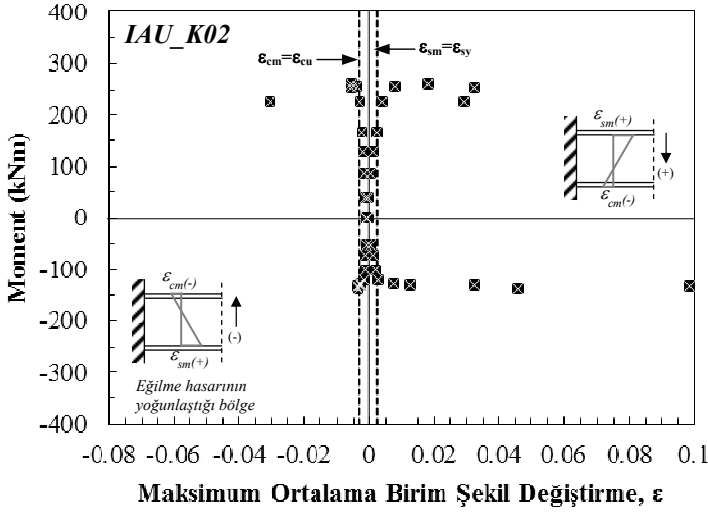 IAU_K02
εcm=εcu
εsm=εsy
400
300
200
100
0
-100
-200
-300
-400
Moment (kNm)
εsm(+)
(+)
εcm(-)
εcm(-)
(-)
εsm(+)
Eğilme hasarının
yoğunlaştığı bölge
-0.08 -0.06 -0.04 -0.02 0 0.02 0.04 0.06 0.08 0.1
Maksimum Ortalama Birim Şekil Değiştirme, ε